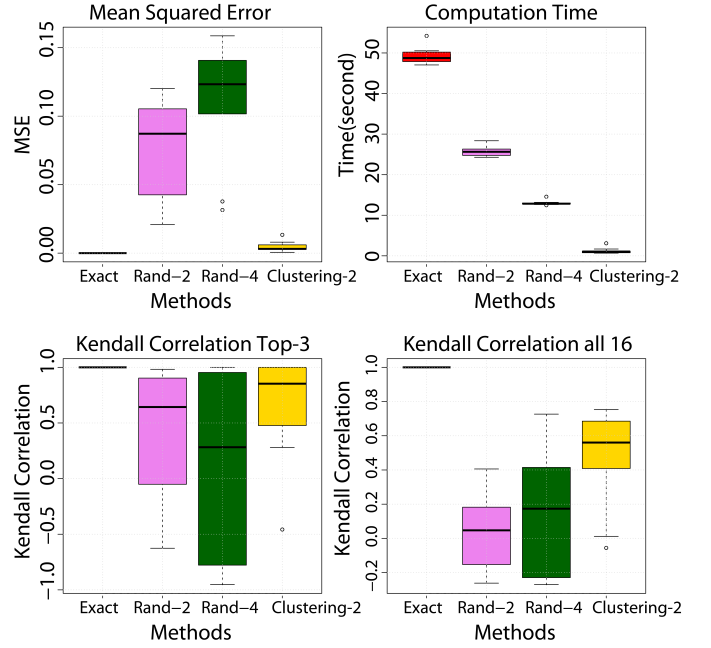 Mean Squared Error
MSE
0.15
0.10
0.05
0.00
Exact Rand−2 Rand−4 Clustering-2
Methods
Computation Time
Time(second)
50
40
30
20
10
0
Exact Rand−2 Rand−4 Clustering-2
Methods
Kendall Correlation Top-3
Kendall Correlation
1.0
0.5
0.0
−0.5
−1.0
Exact Rand−2 Rand−4 Clustering-2
Methods
Kendall Correlation all 16
Kendall Correlation
1.0
0.8
0.6
0.4
0.2
0.0
−0.2
Exact Rand−2 Rand−4 Clustering-2
Methods